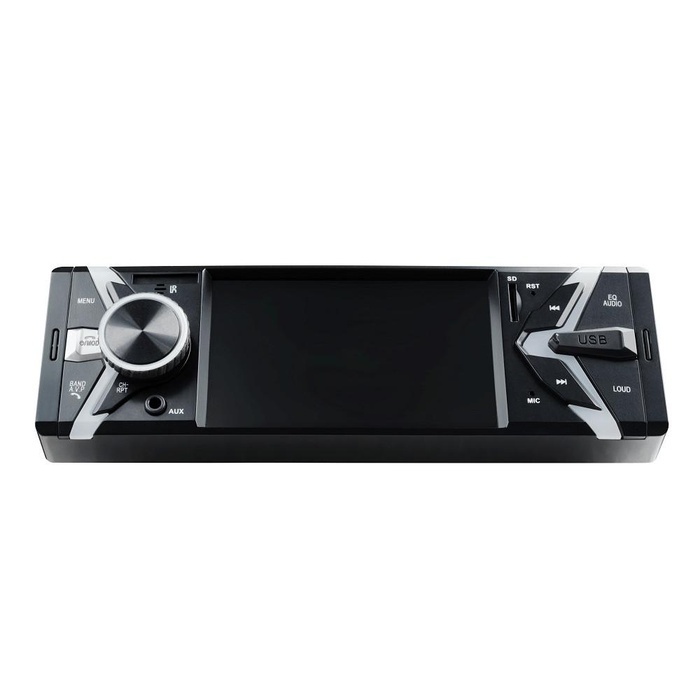 MENU
IR
⏻/MOD
BAND
A.V.P
CH-
RPT
AUX
SD
RST
MIC
USB
EQ
AUDIO
LOUD